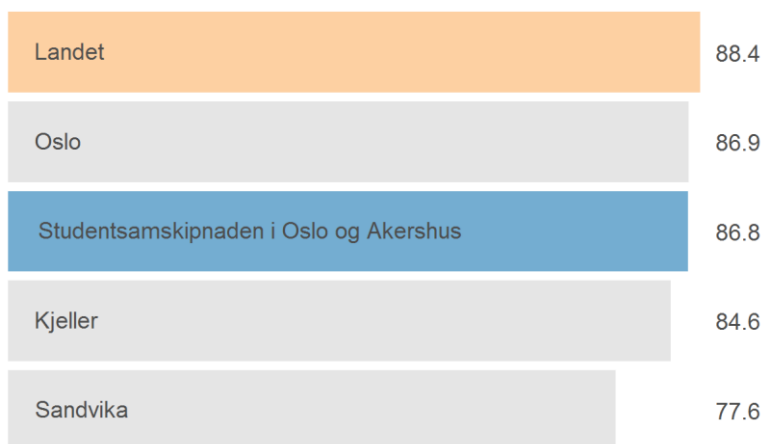 Landet 88.4
Oslo 86.9
Studentsamskipnaden i Oslo og Akershus 86.8
Kjeller 84.6
Sandvika 77.6